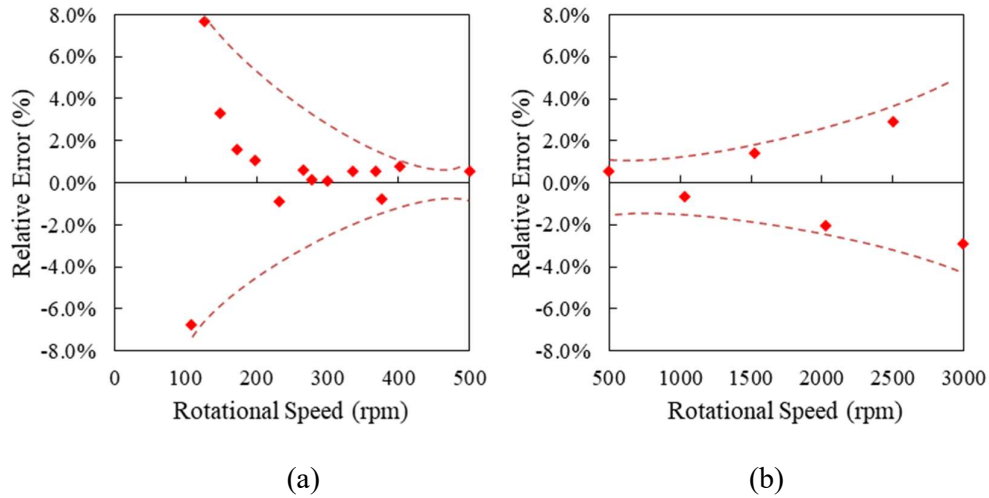 8.0%
6.0%
4.0%
2.0%
0.0%
-2.0%
-4.0%
-6.0%
-8.0%
Relative Error (%)
0 100 200 300 400 500
Rotational Speed (rpm)
(a)
8.0%
6.0%
4.0%
2.0%
0.0%
-2.0%
-4.0%
-6.0%
-8.0%
Relative Error (%)
500 1000 1500 2000 2500 3000
Rotational Speed (rpm)
(b)